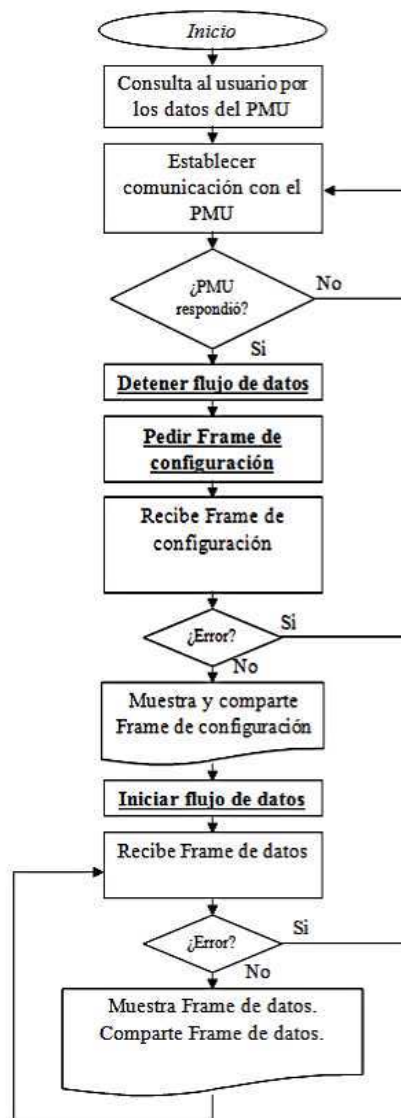 Inicio
Consulta al usuario por
los datos del PMU
Establecer
comunicación con el
PMU
¿PMU
respondió?
No
Si
Detener flujo de datos
Pedir Frame de
configuración
Recibe Frame de
configuración
¿Error?
Si
No
Muestra y comparte
Frame de configuración
Iniciar flujo de datos
Recibe Frame de datos
¿Error?
Si
No
Muestra Frame de datos.
Comparte Frame de datos.